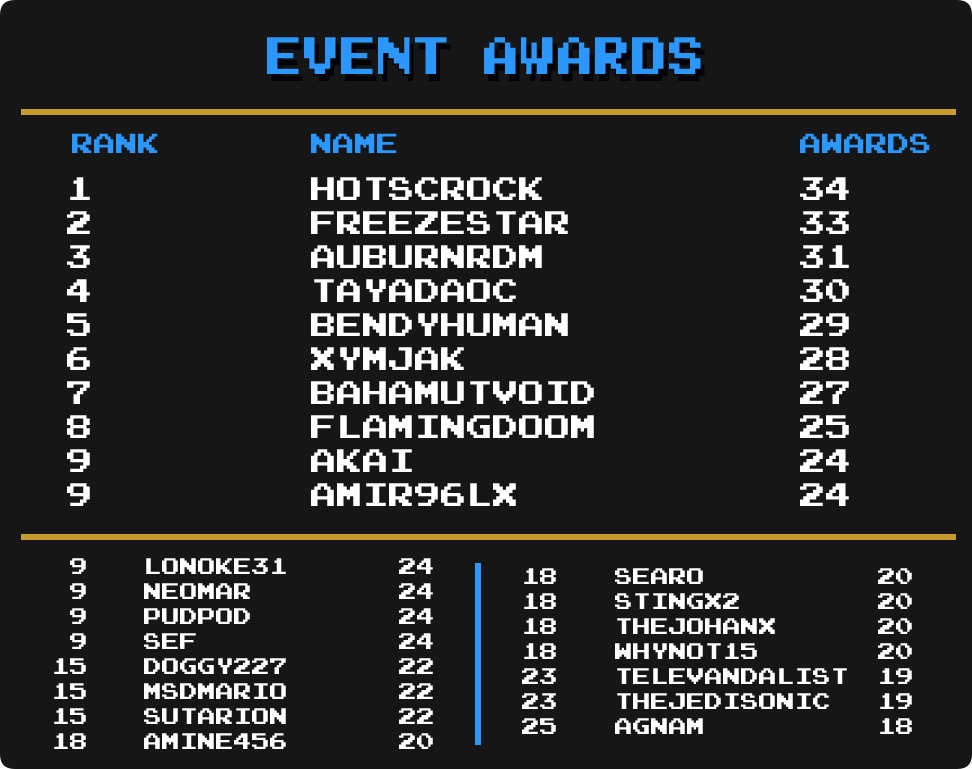 EVENT AWARDS
RANK NAME AWARDS
1 HOTSCROCK 34
2 FREEZESTAR 33
3 AUBURNRDM 31
4 TAYADAOC 30
5 BENDYHUMAN 29
6 XYMJAK 28
7 BAHAMUTVOID 27
8 FLAMINGDOOM 25
9 AKAI 24
9 AMIR96LX 24
9 LONOKE31 24
9 NEOMAR 24
9 PUDPOD 24
9 SEF 24
15 DOGGY227 22
15 MSDMARIO 22
15 SUTARION 22
18 AMINE456 20
18 SEARO 20
18 STINGX2 20
18 THEJOHANX 20
18 WHYNOT15 20
23 TELEVANDALIST 19
23 THEJEDISONIC 19
25 AGNAM 18